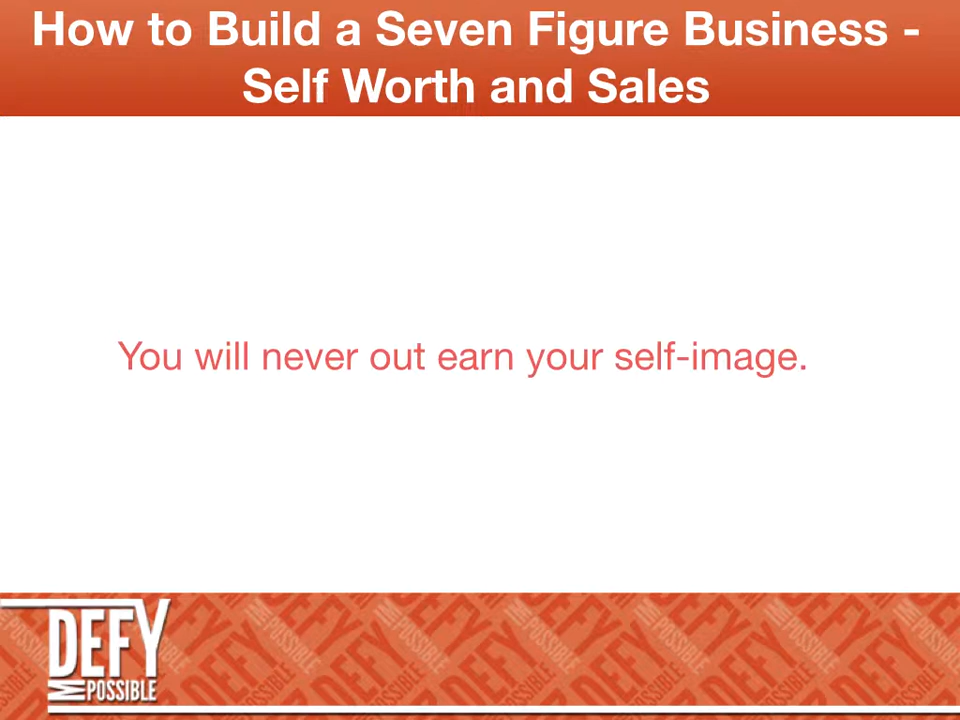 How to Build a Seven Figure Business -
Self Worth and Sales
You will never out earn your self-image.
DEFY
IMPOSSIBLE